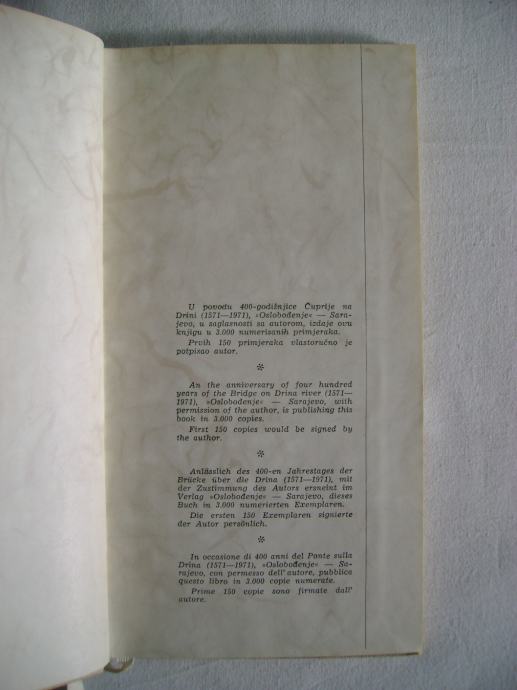 U povodu 400-godižnjice Ćuprije na
Drini (1571—1971), »Oslobođenje« — Sara-
jevo, u saglasnosti sa autorom, izdaje ovu
knjigu u 3.000 numerisanih primjeraka.
Prvih 150 primjeraka vlastoručno je
potpisao autor.
*
An the anniversary of four hundred
years of the Bridge on Drina river (1571—
1971), »Oslobođenje« — Sarajevo, with
permission of the author, is publishing this
book in 3.000 copies.
First 150 copies would be signed by
the author.
*
Anlässlich des 400-en Jahrestages der
Brücke über die Drina (1571—1971), mit
der Zustimmung des Autors ersneint im
Verlag »Oslobođenje« — Sarajevo, dieses
Buch in 3.000 numerierten Exemplaren.
Die ersten 150 Exemplaren signierte
der Autor persönlich.
*
In occasione di 400 anni del Ponte sulla
Drina (1571—1971), »Oslobođenje« — Sa-
rajevo, con permesso dell'autore, pubblica
questo libro in 3.000 copie numerate.
Prime 150 copie sono firmate dall'
autore.